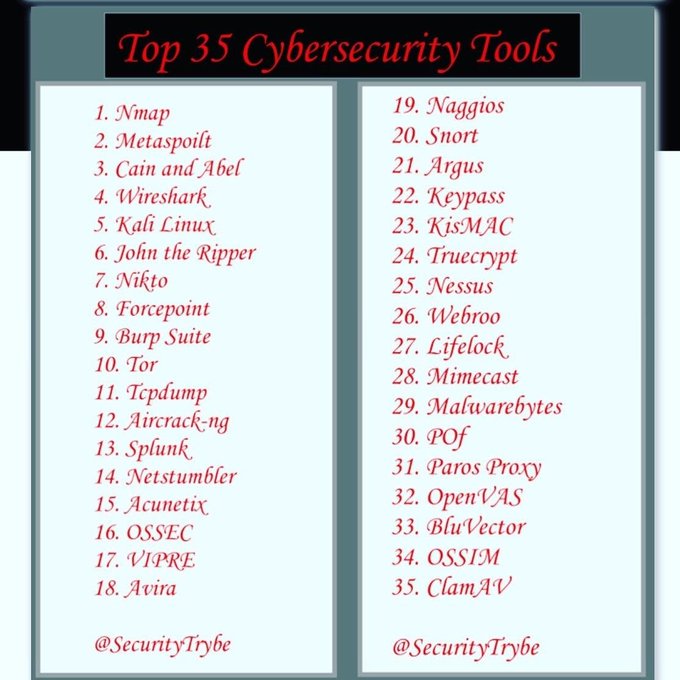 Top 35 Cybersecurity Tools
1. Nmap
2. Metaspoilt
3. Cain and Abel
4. Wireshark
5. Kali Linux
6. John the Ripper
7. Nikto
8. Forcepoint
9. Burp Suite
10. Tor
11. Tcpdump
12. Aircrack-ng
13. Splunk
14. Netstumbler
15. Acunetix
16. OSSEC
17. VIPRE
18. Avira
@SecurityTrybe
19. Naggios
20. Snort
21. Argus
22. Keypass
23. KisMAC
24. Truecrypt
25. Nessus
26. Webroo
27. Lifelock
28. Mimecast
29. Malwarebytes
30. POf
31. Paros Proxy
32. OpenVAS
33. BluVector
34. OSSIM
35. ClamAV
@SecurityTrybe